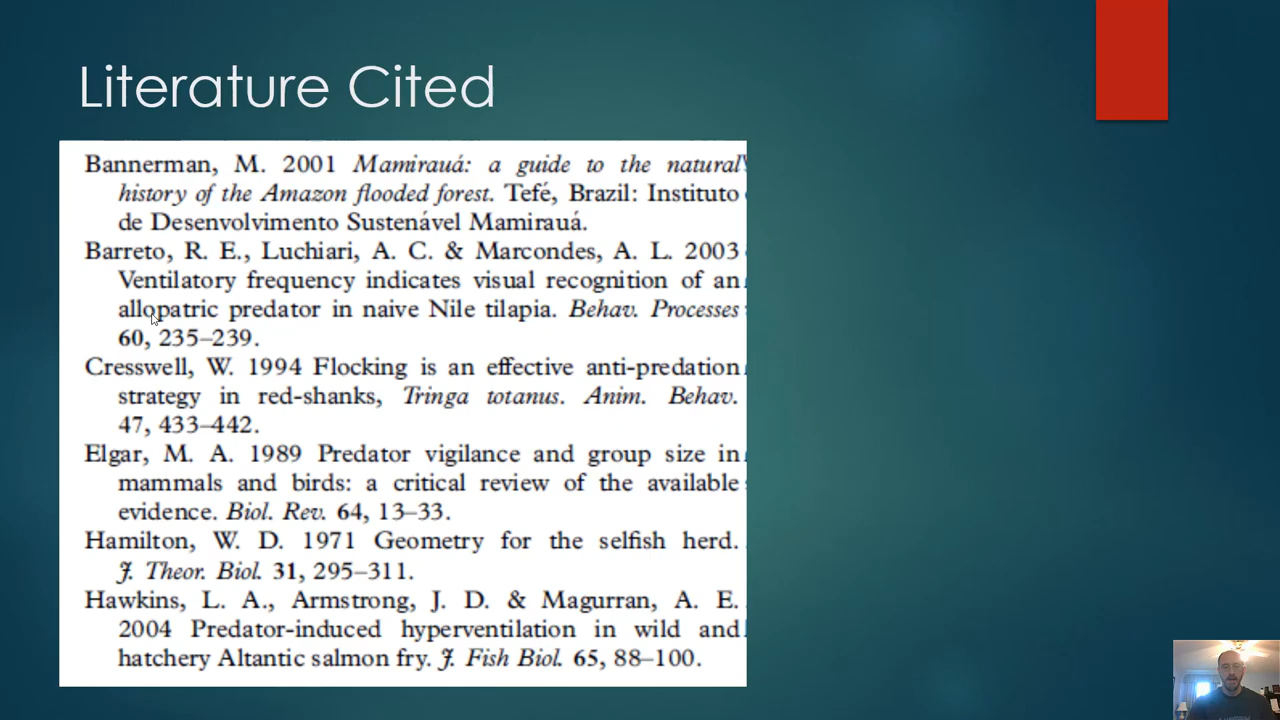 Literature Cited
Bannerman, M. 2001 Mamirauá: a guide to the natural
history of the Amazon flooded forest. Tefé, Brazil: Instituto
de Desenvolvimento Sustenável Mamirauá.
Barreto, R. E., Luchiari, A. C. & Marcondes, A. L. 2003
Ventilatory frequency indicates visual recognition of an
allopatric predator in naive Nile tilapia. Behav. Processes
60, 235–239.
Cresswell, W. 1994 Flocking is an effective anti-predation
strategy in red-shanks, Tringa totanus. Anim. Behav.
47, 433–442.
Elgar, M. A. 1989 Predator vigilance and group size in
mammals and birds: a critical review of the available
evidence. Biol. Rev. 64, 13–33.
Hamilton, W. D. 1971 Geometry for the selfish herd.
J. Theor. Biol. 31, 295–311.
Hawkins, L. A., Armstrong, J. D. & Magurran, A. E.
2004 Predator-induced hyperventilation in wild and
hatchery Altantic salmon fry. J. Fish Biol. 65, 88–100.